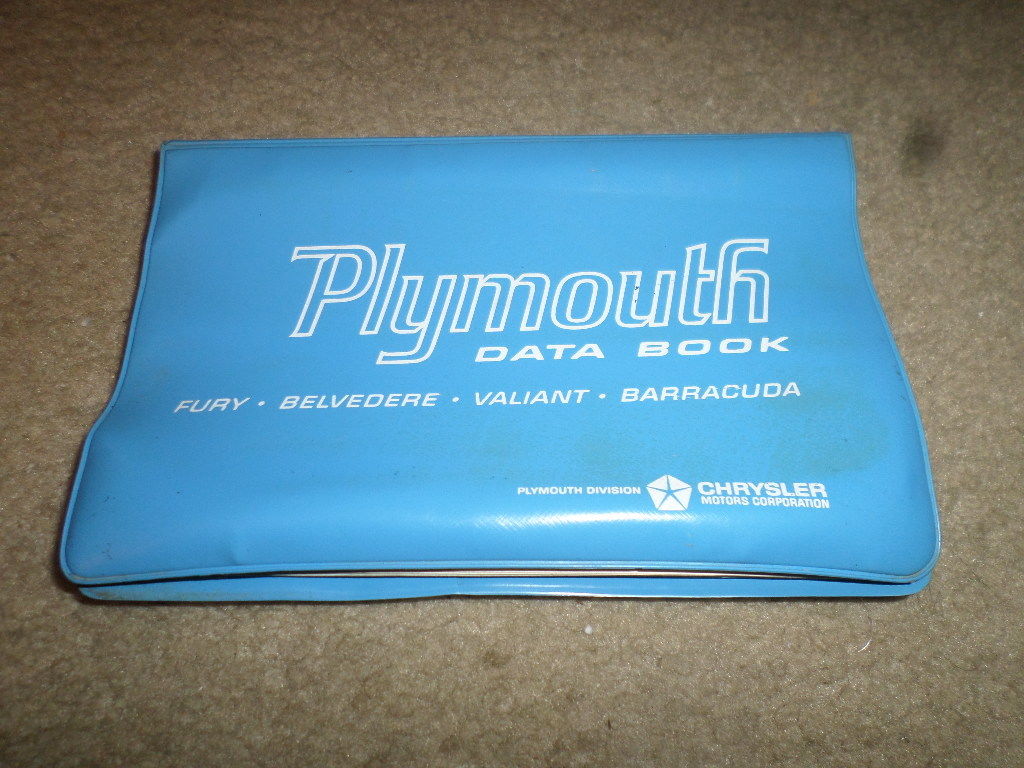 Plymouth
DATA BOOK
FURY • BELVEDERE • VALIANT • BARRACUDA
PLYMOUTH DIVISION CHRYSLER
MOTORS CORPORATION